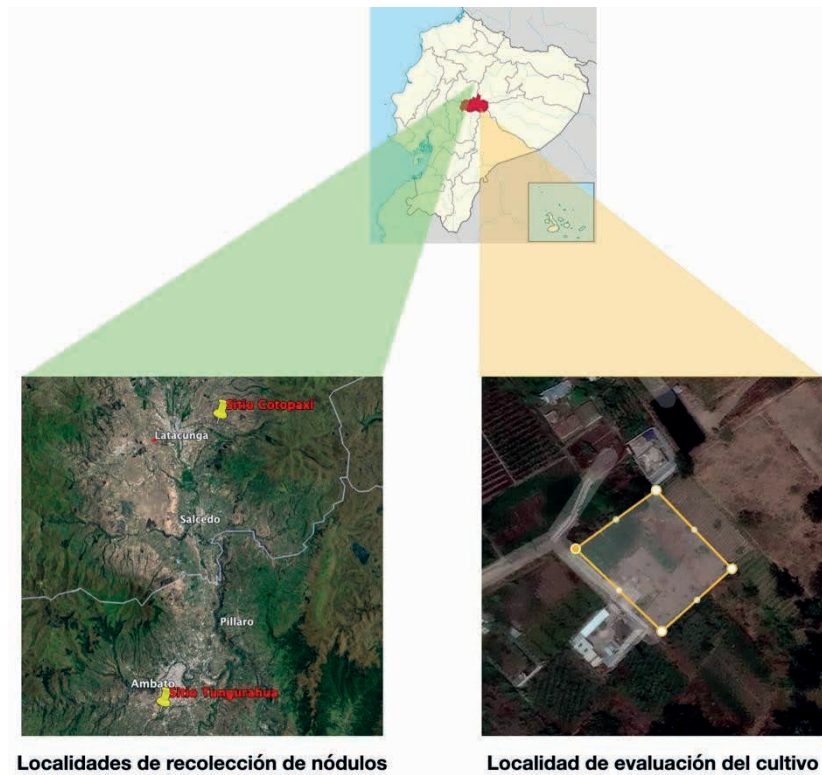 Sitio Cotopaxi
Latacunga
Salcedo
Pillaro
Ambato
Sitio Tungurahua
Localidades de recolección de nódulos
Localidad de evaluación del cultivo